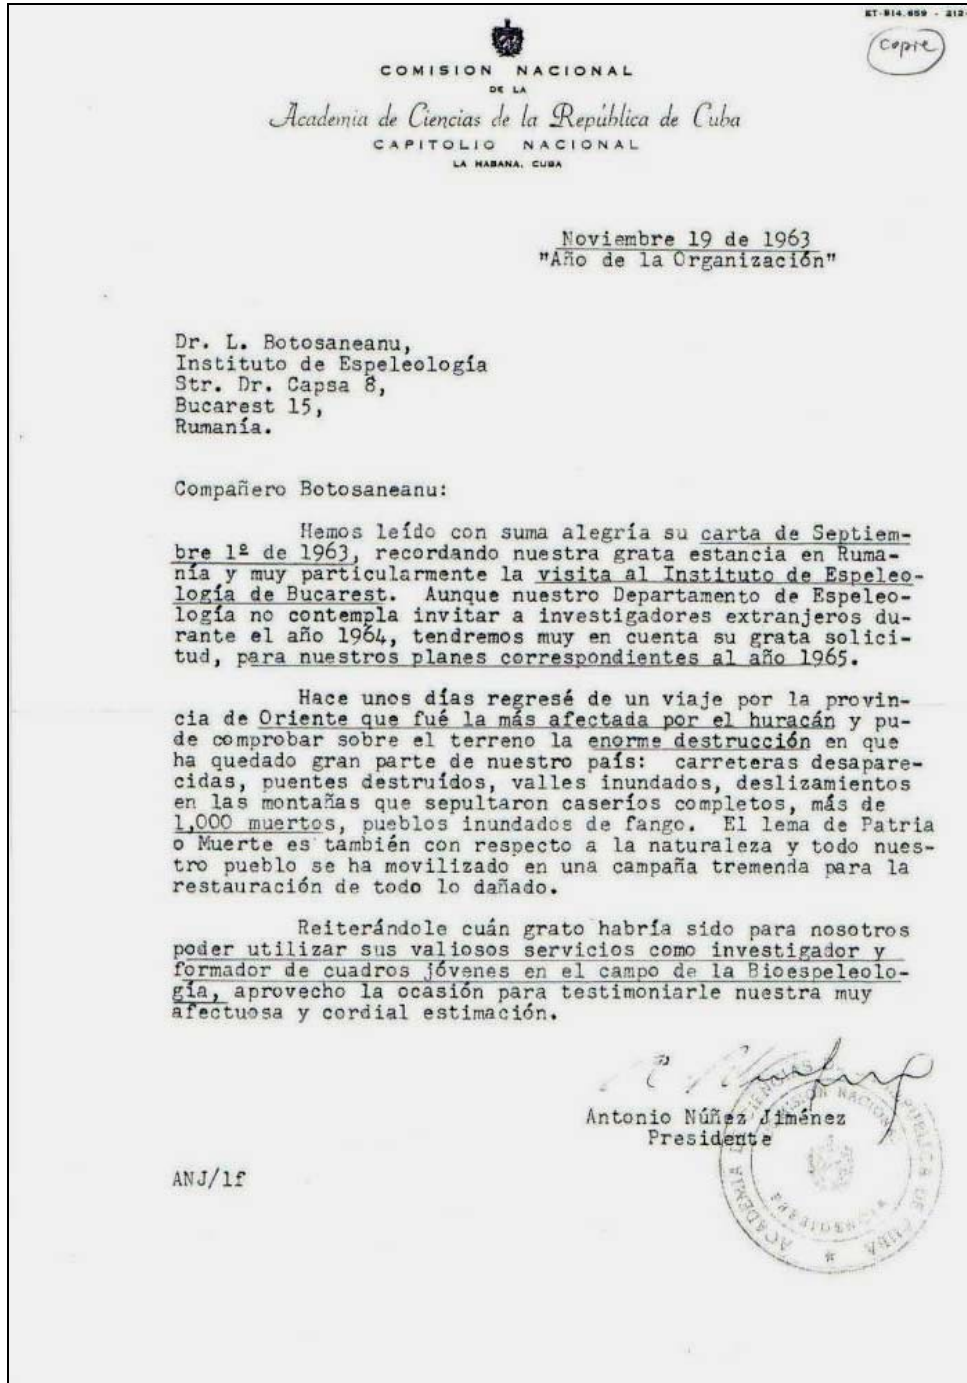 ET-814.659 - 212
copie
COMISION NACIONAL
DE LA
Academia de Ciencias de la República de Cuba
CAPITOLIO NACIONAL
LA HABANA, CUBA
Noviembre 19 de 1963
"Año de la Organización"
Dr. L. Botosaneanu,
Instituto de Espeleología
Str. Dr. Capsa 8,
Bucarest 15,
Rumanía.
Compañero Botosaneanu:
Hemos leído con suma alegría su carta de Septiem-
bre 1º de 1963, recordando nuestra grata estancia en Ruma-
nía y muy particularmente la visita al Instituto de Espeleo-
logía de Bucarest. Aunque nuestro Departamento de Espeleo-
logía no contempla invitar a investigadores extranjeros du-
rante el año 1964, tendremos muy en cuenta su grata solici-
tud, para nuestros planes correspondientes al año 1965.
Hace unos días regresé de un viaje por la provin-
cia de Oriente que fué la más afectada por el huracán y pu-
de comprobar sobre el terreno la enorme destrucción en que
ha quedado gran parte de nuestro país: carreteras desapare-
cidas, puentes destruídos, valles inundados, deslizamientos
en las montañas que sepultaron caseríos completos, más de
1,000 muertos, pueblos inundados de fango. El lema de Patria
o Muerte es también con respecto a la naturaleza y todo nues-
tro pueblo se ha movilizado en una campaña tremenda para la
restauración de todo lo dañado.
Reiterándole cuán grato habría sido para nosotros
poder utilizar sus valiosos servicios como investigador y
formador de cuadros jóvenes en el campo de la Bioespeleolo-
gía, aprovecho la ocasión para testimoniarle nuestra muy
afectuosa y cordial estimación.
Antonio Núñez Jiménez
Presidente
ACADEMIA DE CIENCIAS DE LA REPUBLICA DE CUBA
COMISION NACIONAL
PRESIDENCIA
ANJ/lf